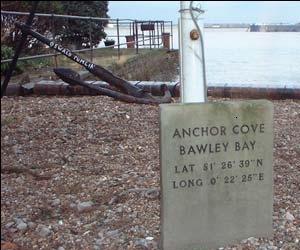 ANCHOR COVE
BAWLEY BAY
LAT 51° 26' 39"N
LONG 0° 22' 25"E